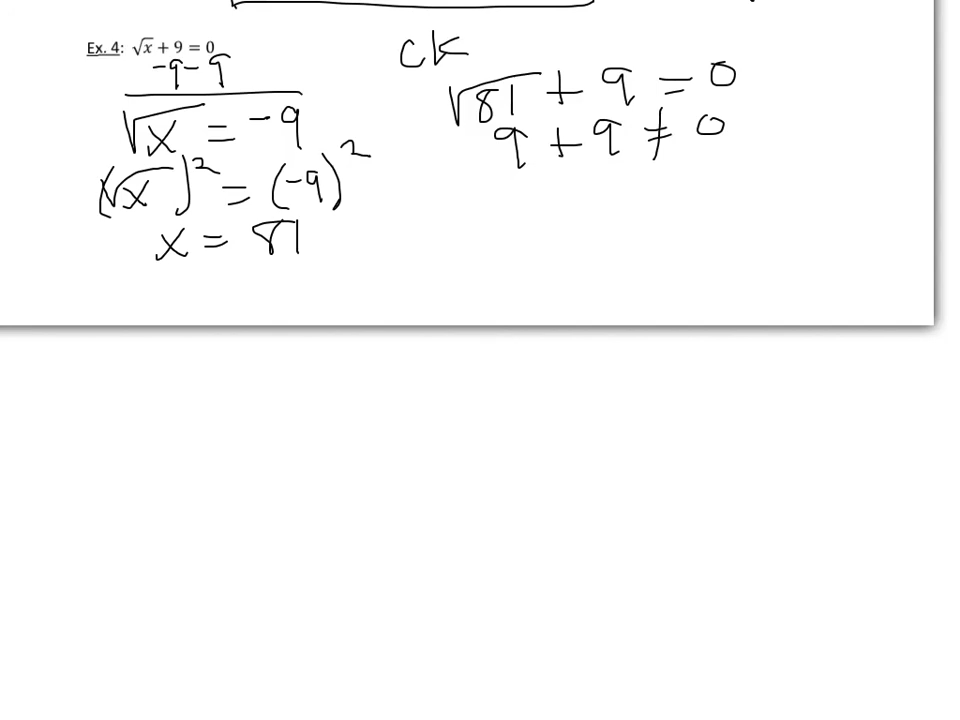 Ex. 4: √x + 9 = 0
-9 - 9
√x = -9
(√x)² = (-9)²
x = 81
CK
√81 + 9 = 0
9 + 9 ≠ 0